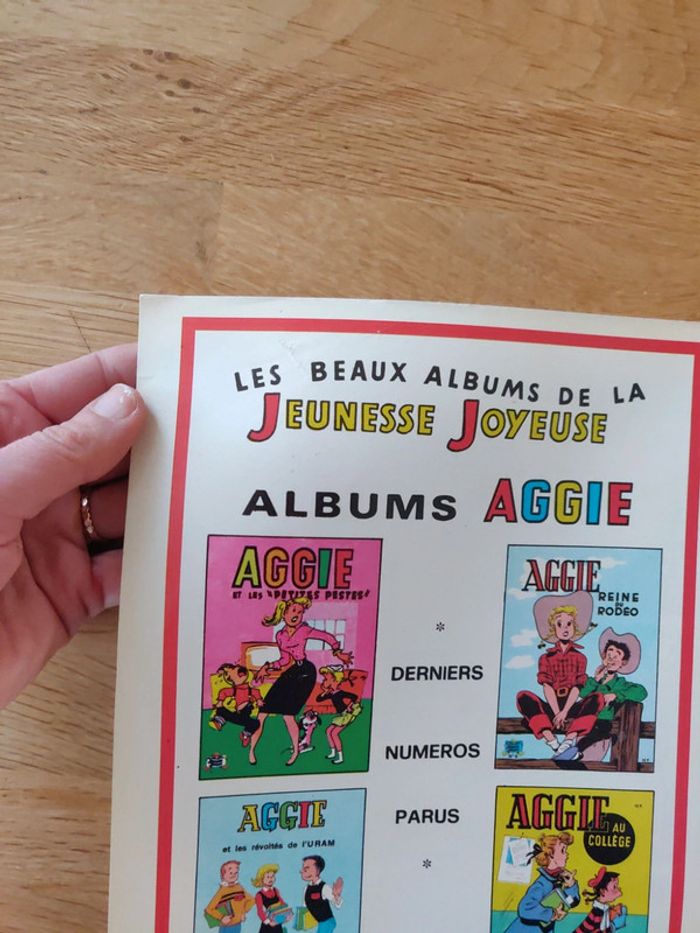 LES BEAUX ALBUMS DE LA
JEUNESSE JOYEUSE
ALBUMS AGGIE
AGGIE
ET LES "PETITES PESTES"
AGGIE
REINE
DU
RODEO
*
DERNIERS
NUMEROS
PARUS
*
AGGIE
et les révoltés de l'URAM
AGGIE
AU
COLLÈGE